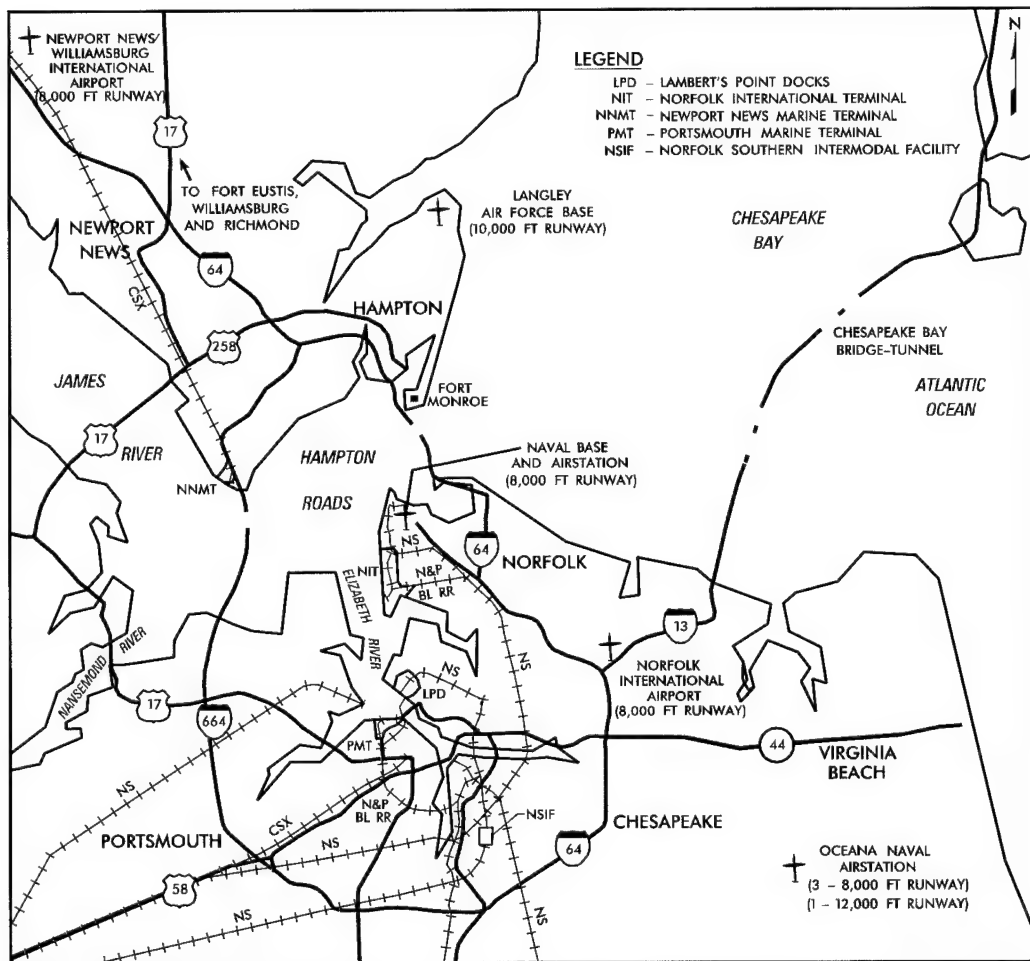 NEWPORT NEWS/
WILLIAMSBURG
INTERNATIONAL
AIRPORT
(8,000 FT RUNWAY)
N
LEGEND
LPD – LAMBERT'S POINT DOCKS
NIT – NORFOLK INTERNATIONAL TERMINAL
NNMT – NEWPORT NEWS MARINE TERMINAL
PMT – PORTSMOUTH MARINE TERMINAL
NSIF – NORFOLK SOUTHERN INTERMODAL FACILITY
17
TO FORT EUSTIS,
WILLIAMSBURG
AND RICHMOND
LANGLEY
AIR FORCE BASE
(10,000 FT RUNWAY)
CHESAPEAKE
BAY
NEWPORT
NEWS
64
CSX
HAMPTON
258
CHESAPEAKE BAY
BRIDGE-TUNNEL
JAMES
FORT
MONROE
ATLANTIC
OCEAN
17
RIVER
HAMPTON
ROADS
NAVAL BASE
AND AIRSTATION
(8,000 FT RUNWAY)
NNMT
NS
64
NORFOLK
NIT
N&P
BL RR
ELIZABETH
RIVER
13
NANSEMOND
RIVER
NS
NORFOLK
INTERNATIONAL
AIRPORT
(8,000 FT RUNWAY)
NS
LPD
17
664
PMT
44
VIRGINIA
BEACH
NS
N&P
BL RR
CSX
NSIF
CHESAPEAKE
PORTSMOUTH
NS
64
OCEANA NAVAL
AIRSTATION
(3 – 8,000 FT RUNWAY)
(1 – 12,000 FT RUNWAY)
58
NS
NS